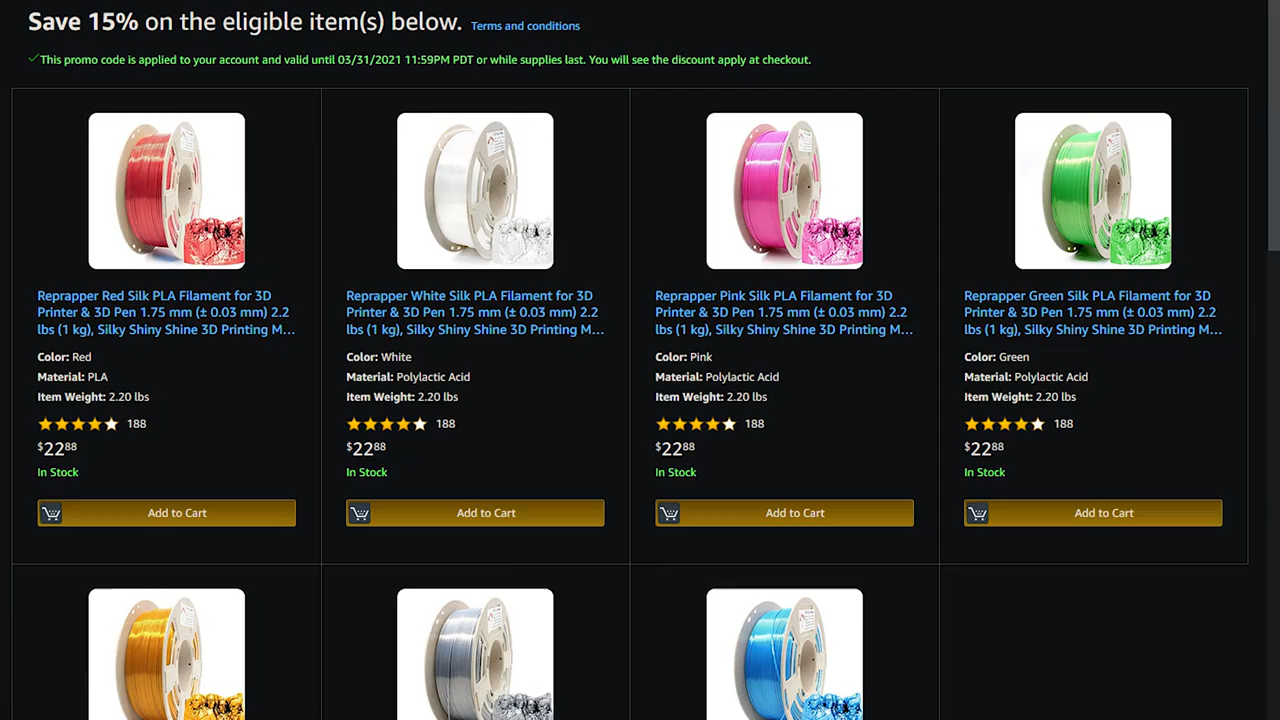 Save 15% on the eligible item(s) below. Terms and conditions
✓This promo code is applied to your account and valid until 03/31/2021 11:59PM PDT or while supplies last. You will see the discount apply at checkout.
Reprapper Red Silk PLA Filament for 3D
Printer & 3D Pen 1.75 mm (± 0.03 mm) 2.2
lbs (1 kg), Silky Shiny Shine 3D Printing M...
Color: Red
Material: PLA
Item Weight: 2.20 lbs
188
$2288
In Stock
Add to Cart
Reprapper White Silk PLA Filament for 3D
Printer & 3D Pen 1.75 mm (± 0.03 mm) 2.2
lbs (1 kg), Silky Shiny Shine 3D Printing M...
Color: White
Material: Polylactic Acid
Item Weight: 2.20 lbs
188
$2288
In Stock
Add to Cart
Reprapper Pink Silk PLA Filament for 3D
Printer & 3D Pen 1.75 mm (± 0.03 mm) 2.2
lbs (1 kg), Silky Shiny Shine 3D Printing M...
Color: Pink
Material: Polylactic Acid
Item Weight: 2.20 lbs
188
$2288
In Stock
Add to Cart
Reprapper Green Silk PLA Filament for 3D
Printer & 3D Pen 1.75 mm (± 0.03 mm) 2.2
lbs (1 kg), Silky Shiny Shine 3D Printing M...
Color: Green
Material: Polylactic Acid
Item Weight: 2.20 lbs
188
$2288
In Stock
Add to Cart